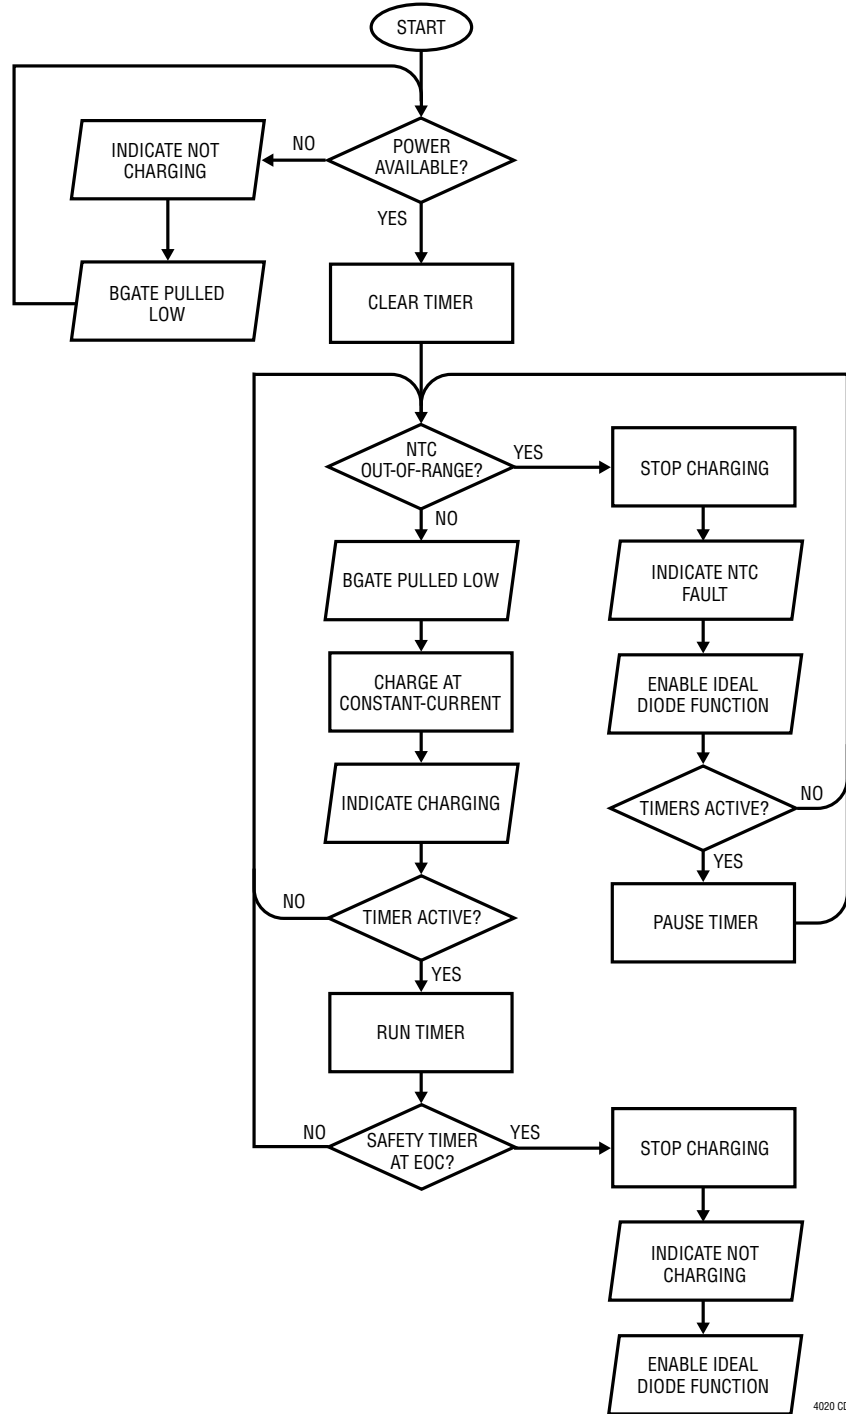 START
POWER
AVAILABLE?
NO
INDICATE NOT
CHARGING
BGATE PULLED
LOW
YES
CLEAR TIMER
NTC
OUT-OF-RANGE?
YES
STOP CHARGING
NO
BGATE PULLED LOW
INDICATE NTC
FAULT
CHARGE AT
CONSTANT-CURRENT
ENABLE IDEAL
DIODE FUNCTION
INDICATE CHARGING
TIMERS ACTIVE?
NO
YES
NO
TIMER ACTIVE?
PAUSE TIMER
YES
RUN TIMER
NO
SAFETY TIMER
AT EOC?
YES
STOP CHARGING
INDICATE NOT
CHARGING
ENABLE IDEAL
DIODE FUNCTION